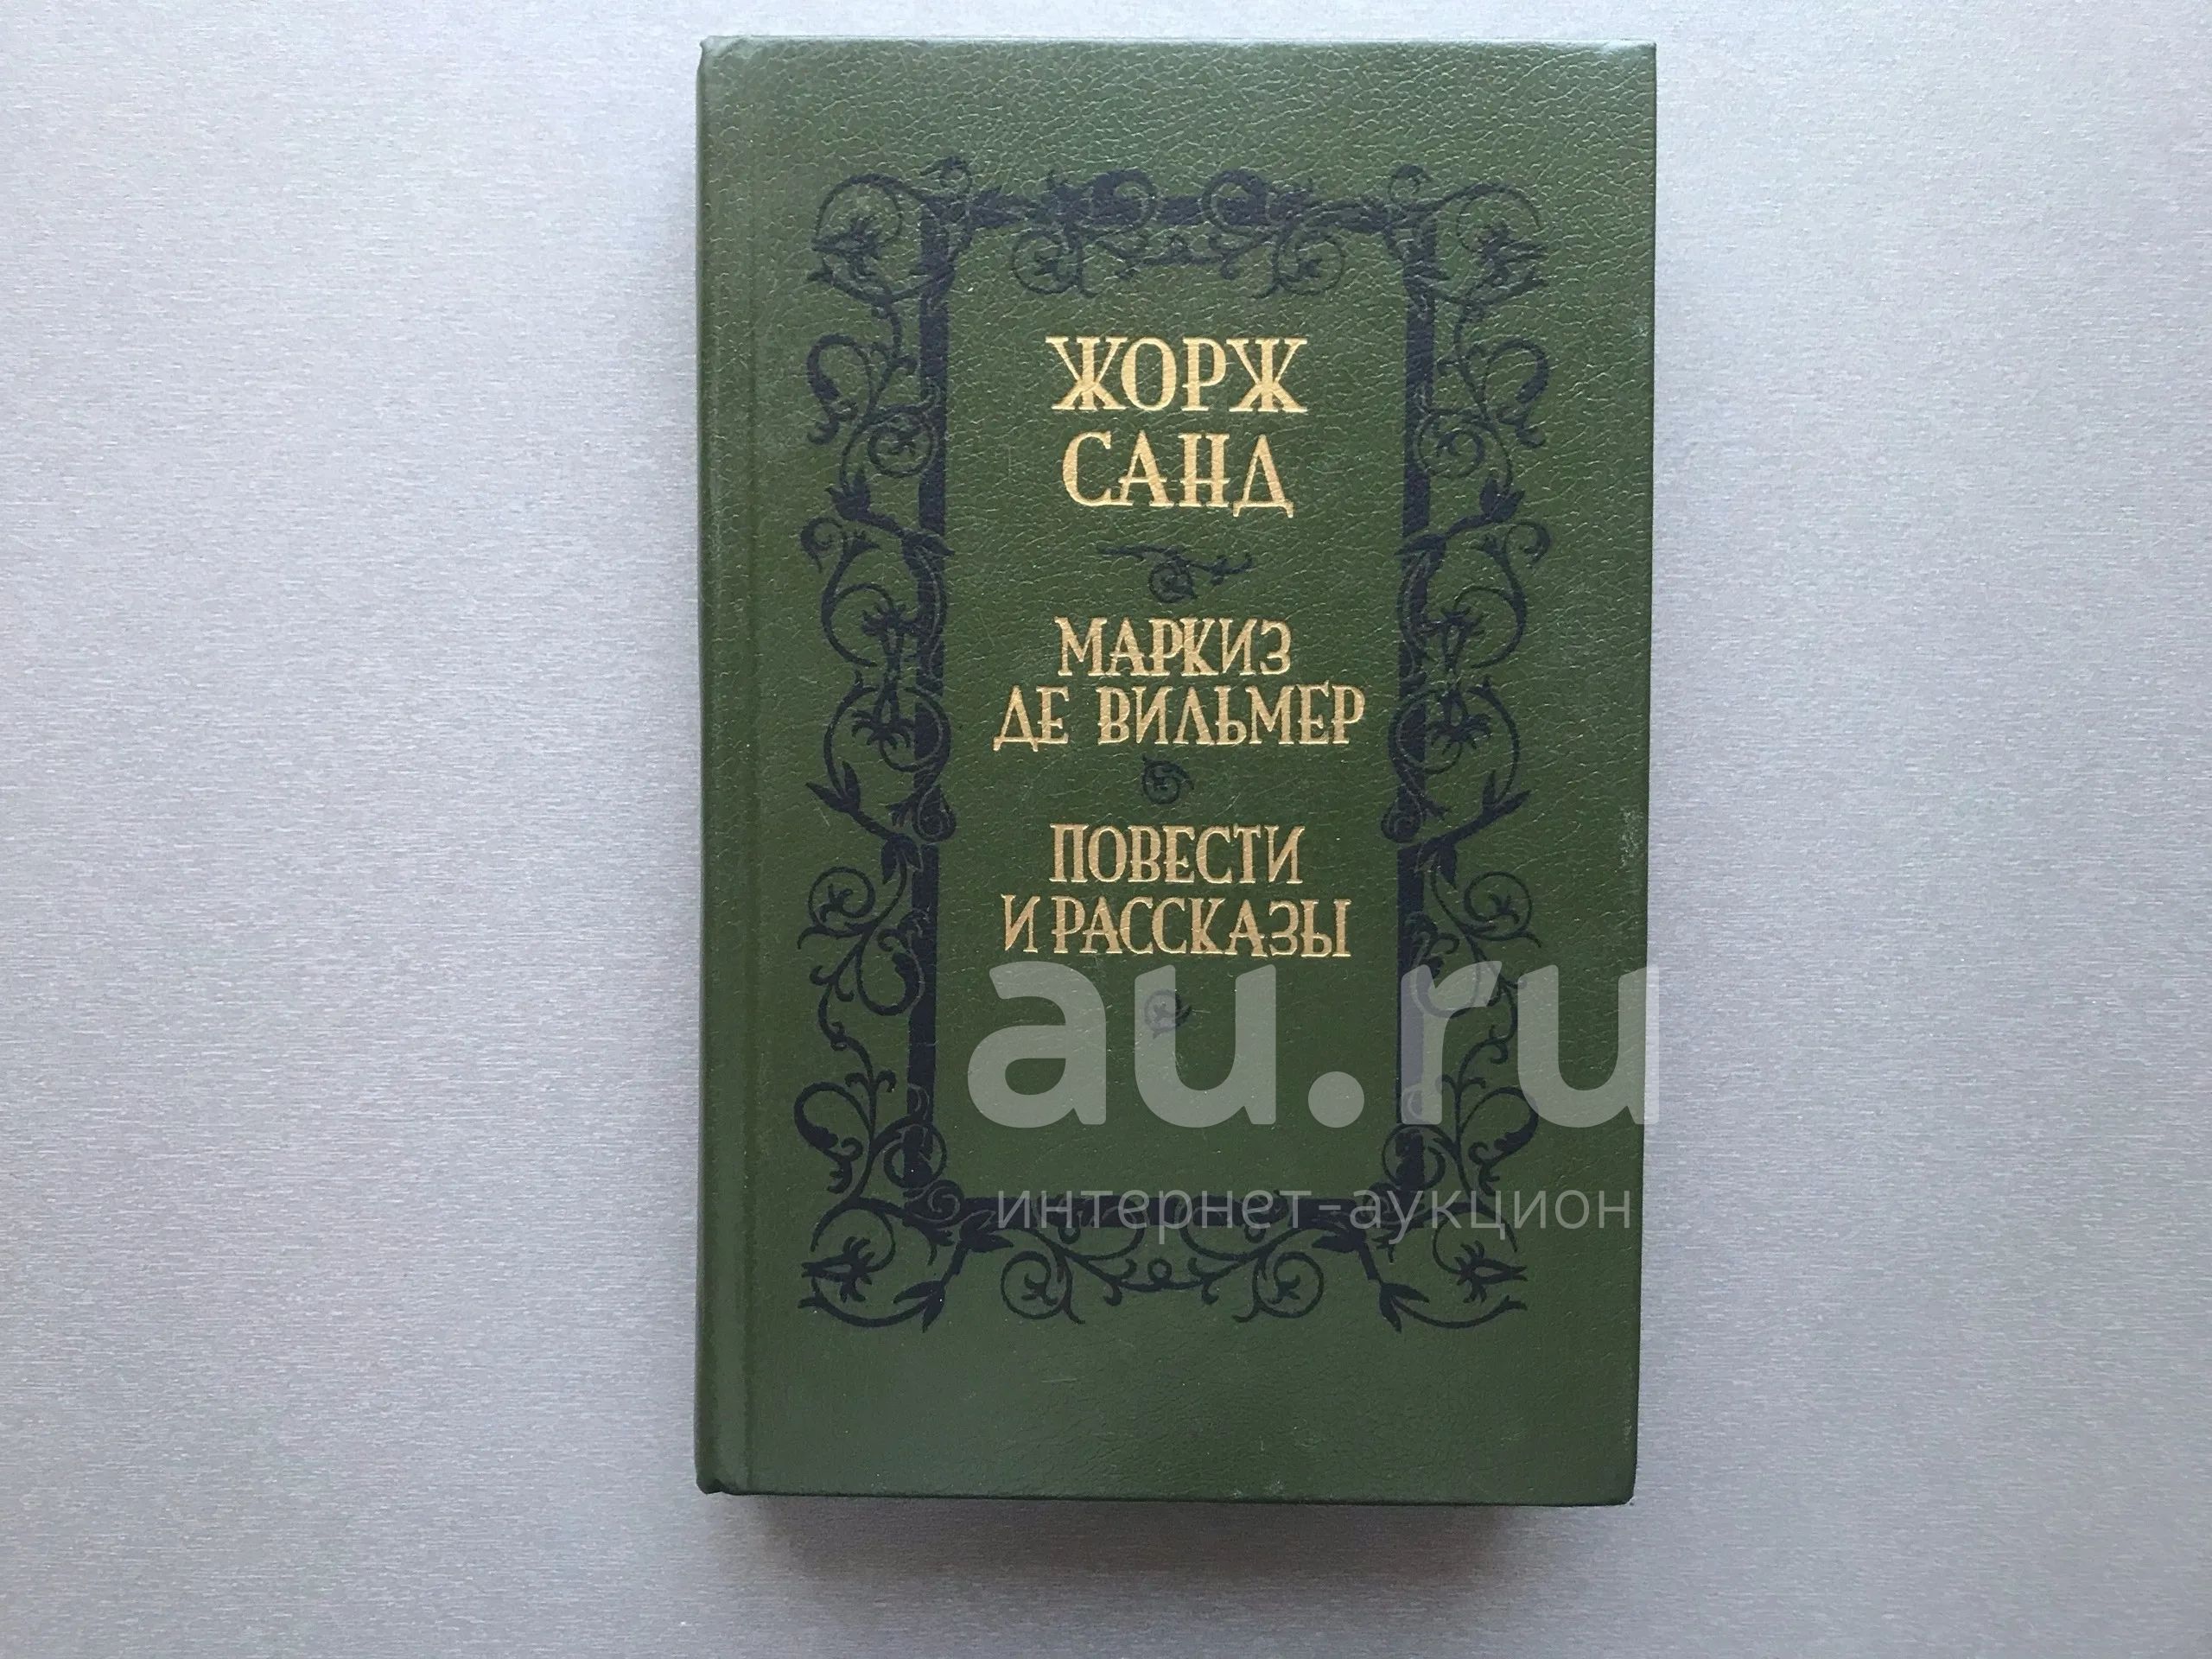 ЖОРЖ
САНД
МАРКИЗ
ДЕ ВИЛЬМЕР
ПОВЕСТИ
И РАССКАЗЫ
au.ru
интернет-аукцион